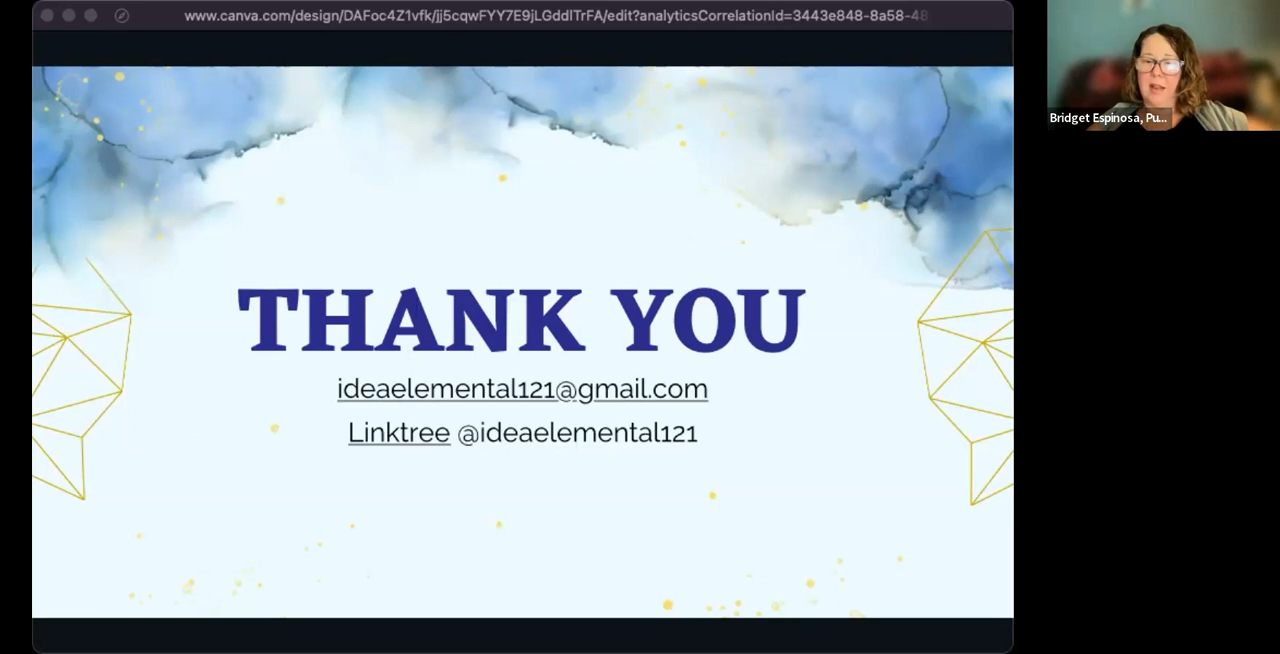 www.canva.com/design/DAFoc4Z1vfk/jj5cqwFYY7E9jLGddlTrFA/edit?analyticsCorrelationId=3443e848-8a58-48
Bridget Espinosa, Pu...
THANK YOU
ideaelemental121@gmail.com
Linktree @ideaelemental121